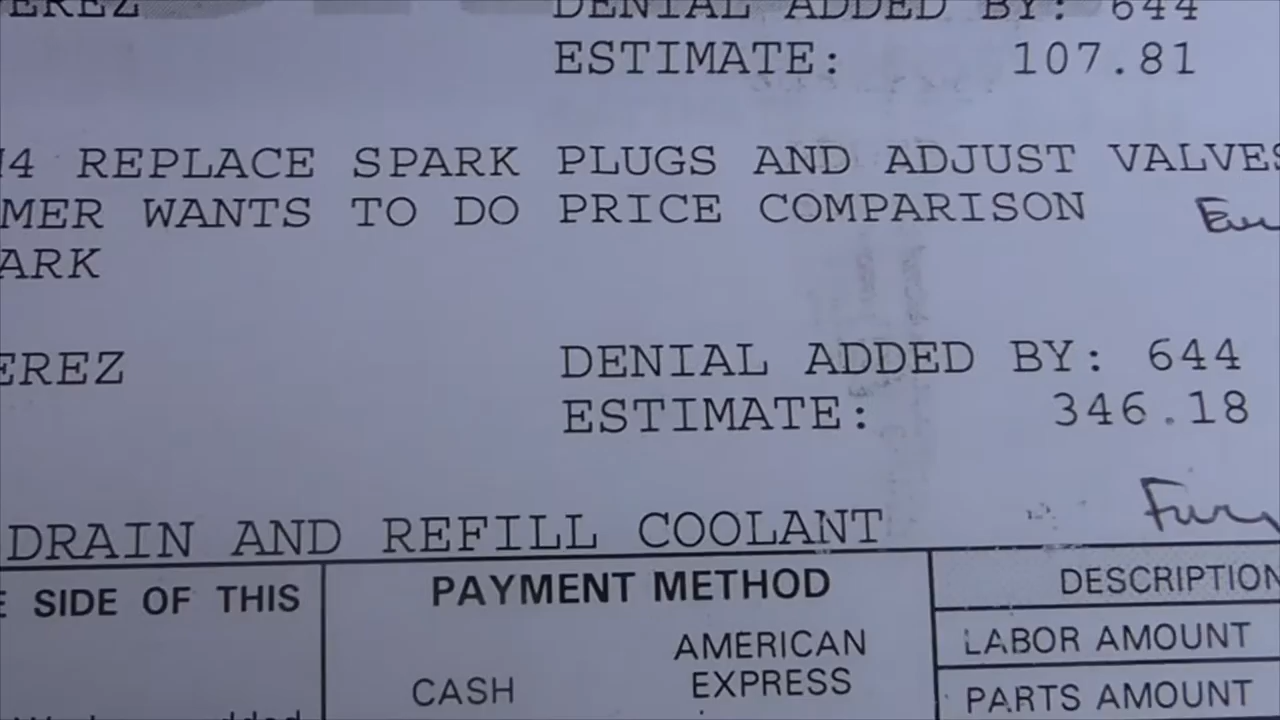 EREZ DENIAL ADDED BY: 644
ESTIMATE: 107.81
14 REPLACE SPARK PLUGS AND ADJUST VALVES
MER WANTS TO DO PRICE COMPARISON
ARK
EREZ DENIAL ADDED BY: 644
ESTIMATE: 346.18
DRAIN AND REFILL COOLANT
E SIDE OF THIS
PAYMENT METHOD
CASH
AMERICAN
EXPRESS
DESCRIPTION
LABOR AMOUNT
PARTS AMOUNT